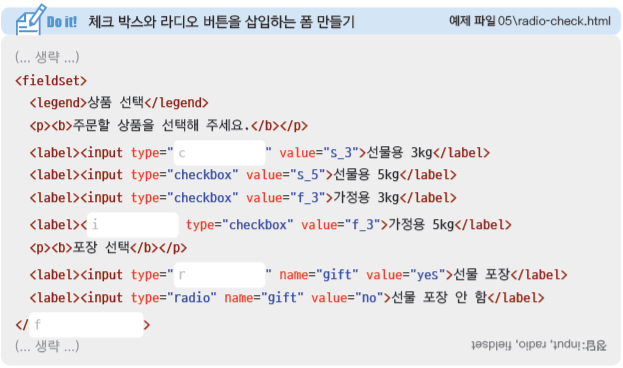 Do it! 체크 박스와 라디오 버튼을 삽입하는 폼 만들기
예제 파일 05\radio-check.html
(... 생략 ...)
<fieldset>
<legend>상품 선택</legend>
<p><b>주문할 상품을 선택해 주세요.</b></p>
<label><input type="c" value="s_3">선물용 3kg</label>
<label><input type="checkbox" value="s_5">선물용 5kg</label>
<label><input type="checkbox" value="f_3">가정용 3kg</label>
<label><i type="checkbox" value="f_3">가정용 5kg</label>
<p><b>포장 선택</b></p>
<label><input type="r" name="gift" value="yes">선물 포장</label>
<label><input type="radio" name="gift" value="no">선물 포장 안 함</label>
</f>
(... 생략 ...)
정답: input, radio, fieldset